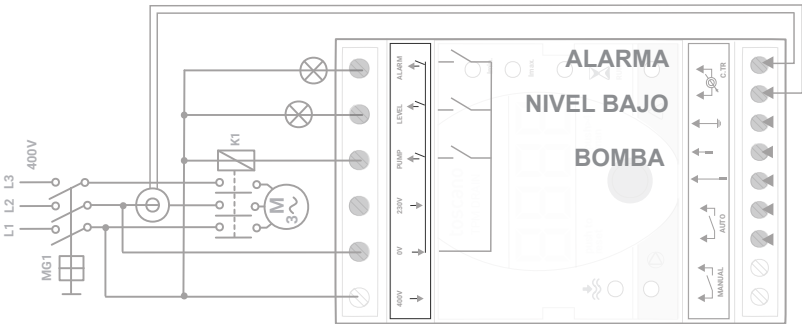 ALARM
LEVEL
PUMP
230V
0V
400V
ALARMA
NIVEL BAJO
BOMBA
C.TR
AUTO
MANUAL
K1
400V
L3
L2
L1
M
3~
MG1